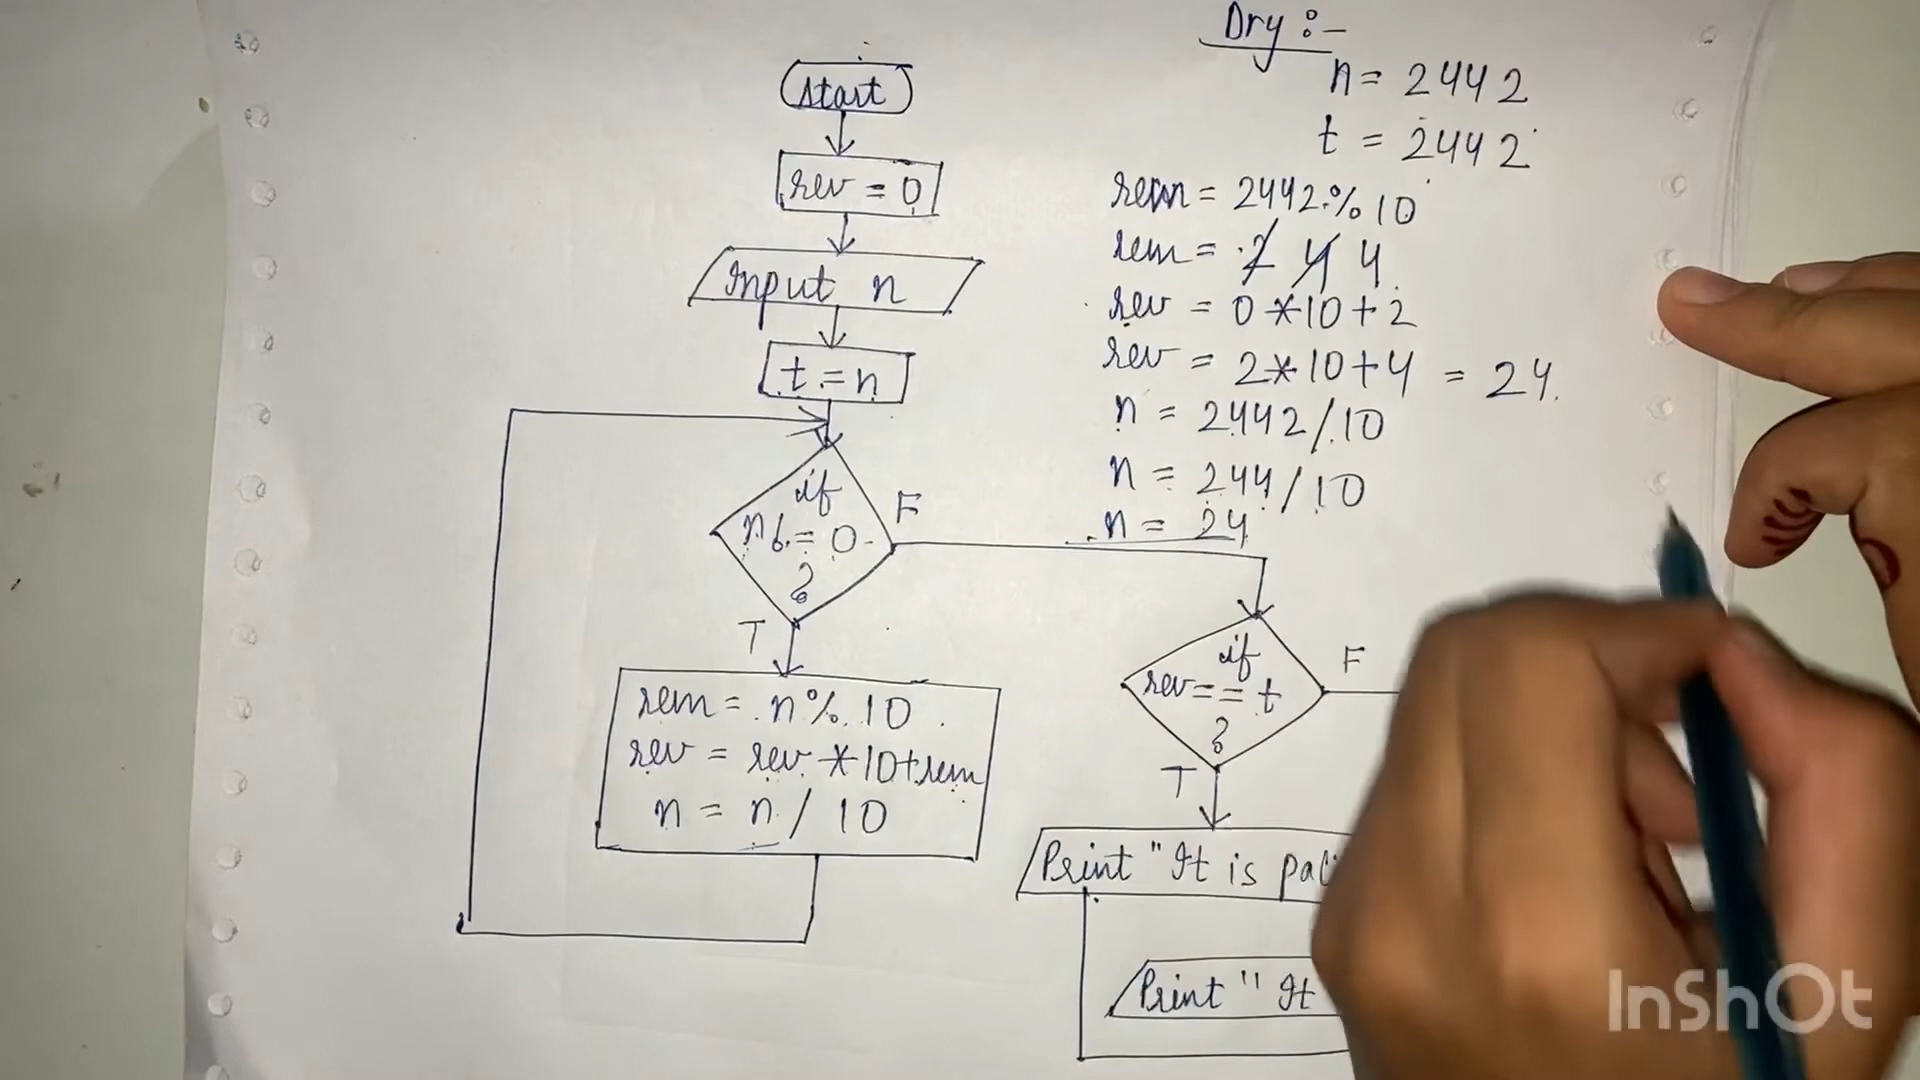 start
rev = 0
Input n
t = n
if
F
?
T
rem = n % 10
rev = rev * 10 + rem
n = n / 10
Dry :-
n = 2442
t = 2442
rem = 2442 % 10
rem = 2 4 4
rev = 0 * 10 + 2
rev = 2 * 10 + 4 = 24
n = 2442 / 10
n = 244 / 10
n = 24
if
rev == t
?
F
T
Print "It is
Print "It
InShOt